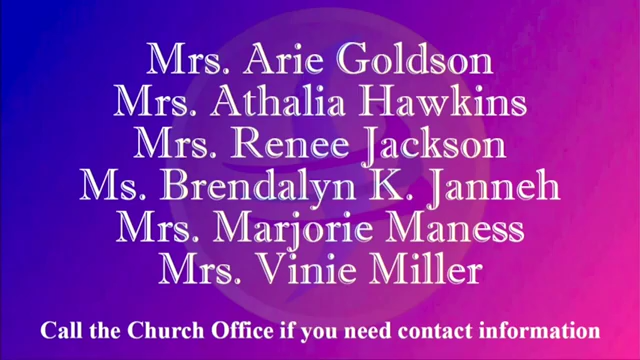 Mrs. Arie Goldson
Mrs. Athalia Hawkins
Mrs. Renee Jackson
Ms. Brendalyn K. Janneh
Mrs. Marjorie Maness
Mrs. Vinie Miller
Call the Church Office if you need contact information